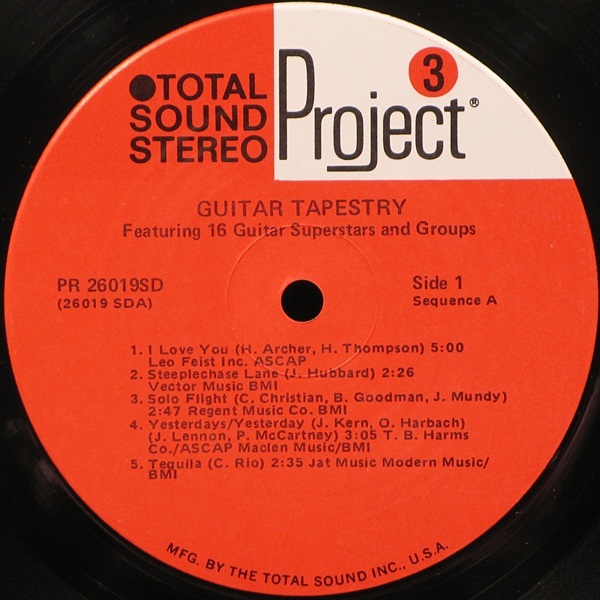 ●TOTAL
SOUND
STEREO
Project 3®
GUITAR TAPESTRY
Featuring 16 Guitar Superstars and Groups
PR 26019SD
(26019 SDA)
Side 1
Sequence A
1. I Love You (H. Archer, H. Thompson) 5:00
Leo Feist Inc. ASCAP
2. Steeplechase Lane (J. Hubbard) 2:26
Vector Music BMI
3. Solo Flight (C. Christian, B. Goodman, J. Mundy)
2:47 Regent Music Co. BMI
4. Yesterdays/Yesterday (J. Kern, O. Harbach)
(J. Lennon, P. McCartney) 3:05 T. B. Harms
Co./ASCAP Maclen Music/BMI
5. Tequila (C. Rio) 2:35 Jat Music Modern Music/
BMI
MFG. BY THE TOTAL SOUND INC., U.S.A.